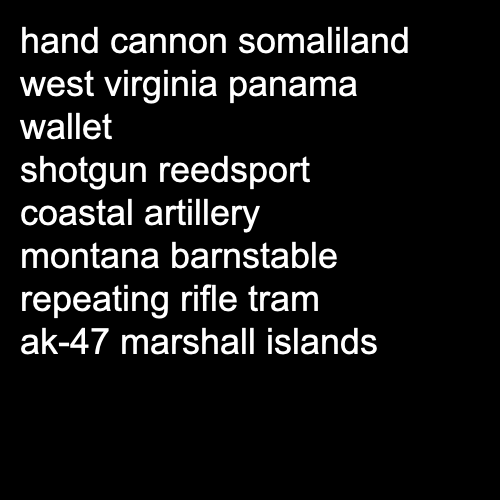 hand cannon somaliland
west virginia panama
wallet
shotgun reedsport
coastal artillery
montana barnstable
repeating rifle tram
ak-47 marshall islands